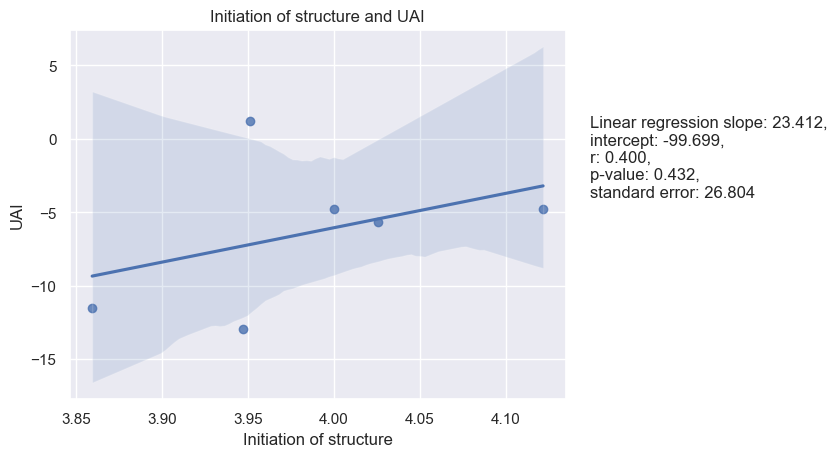 Initiation of structure and UAI
5
0
−5
−10
−15
UAI
3.85 3.90 3.95 4.00 4.05 4.10
Initiation of structure
Linear regression slope: 23.412,
intercept: -99.699,
r: 0.400,
p-value: 0.432,
standard error: 26.804